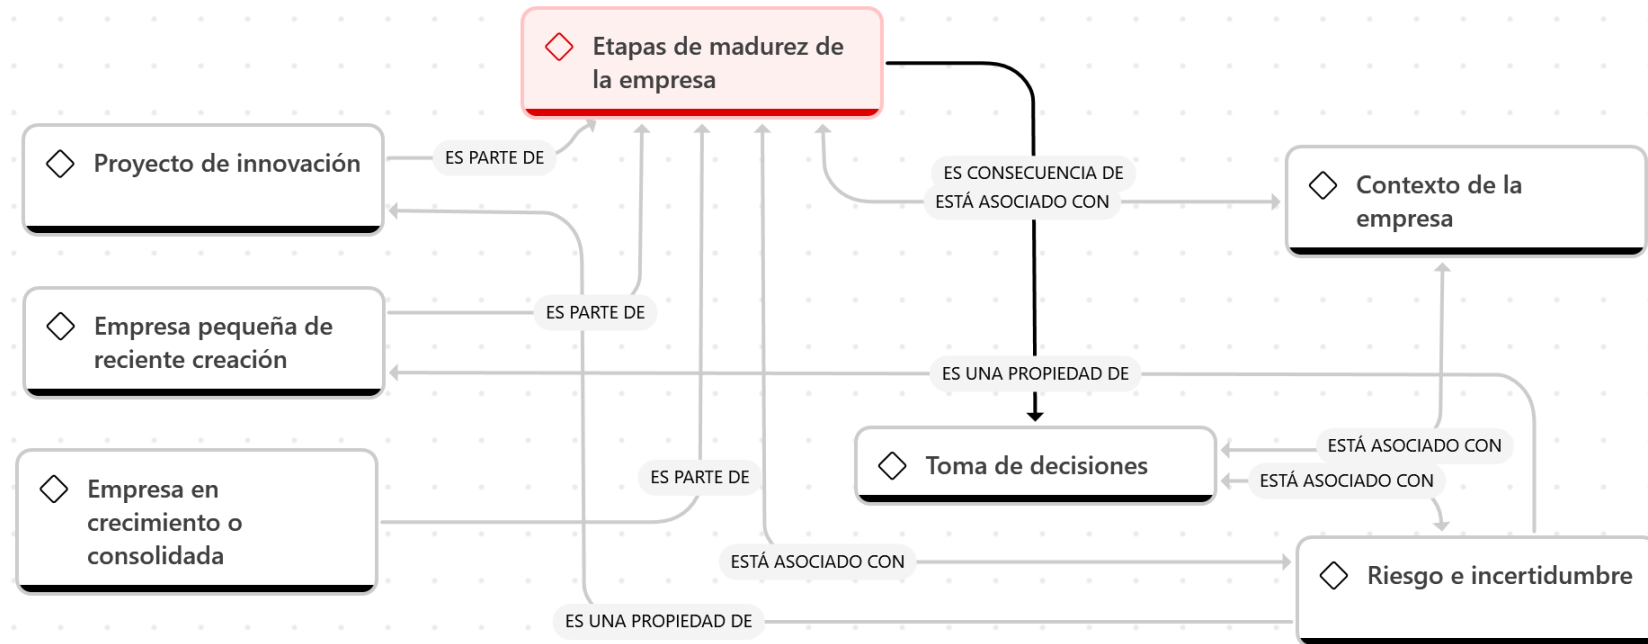 Etapas de madurez de
la empresa
Proyecto de innovación
ES PARTE DE
ES CONSECUENCIA DE
ESTÁ ASOCIADO CON
Contexto de la
empresa
Empresa pequeña de
reciente creación
ES PARTE DE
ES UNA PROPIEDAD DE
Toma de decisiones
ESTÁ ASOCIADO CON
ESTÁ ASOCIADO CON
Empresa en
crecimiento o
consolidada
ES PARTE DE
ESTÁ ASOCIADO CON
Riesgo e incertidumbre
ES UNA PROPIEDAD DE